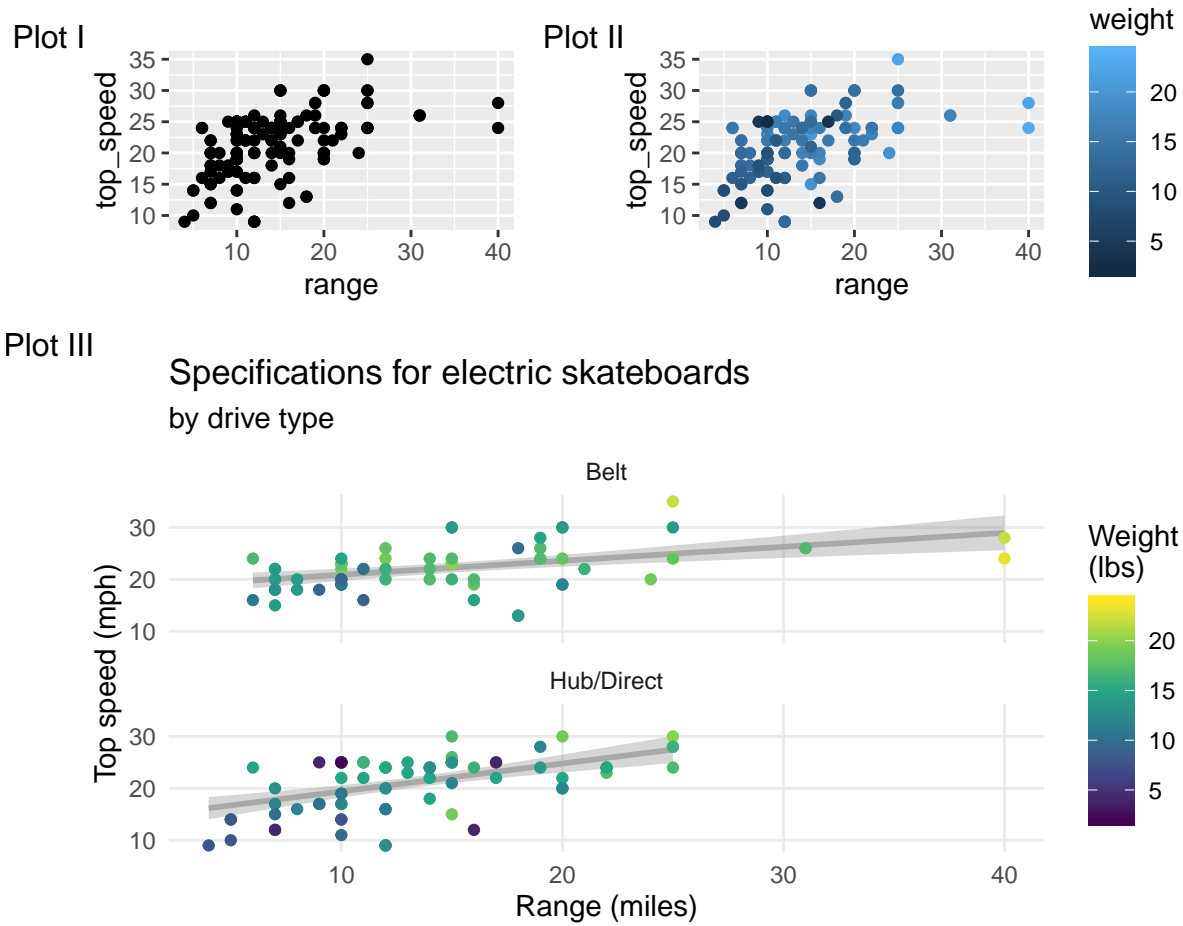 Plot I
top_speed
35
30
25
20
15
10
10 20 30 40
range
Plot II
top_speed
35
30
25
20
15
10
10 20 30 40
range
weight
20
15
10
5
Plot III
Specifications for electric skateboards
by drive type
Top speed (mph)
Belt
30
20
10
Hub/Direct
30
20
10
10 20 30 40
Range (miles)
Weight
(lbs)
20
15
10
5